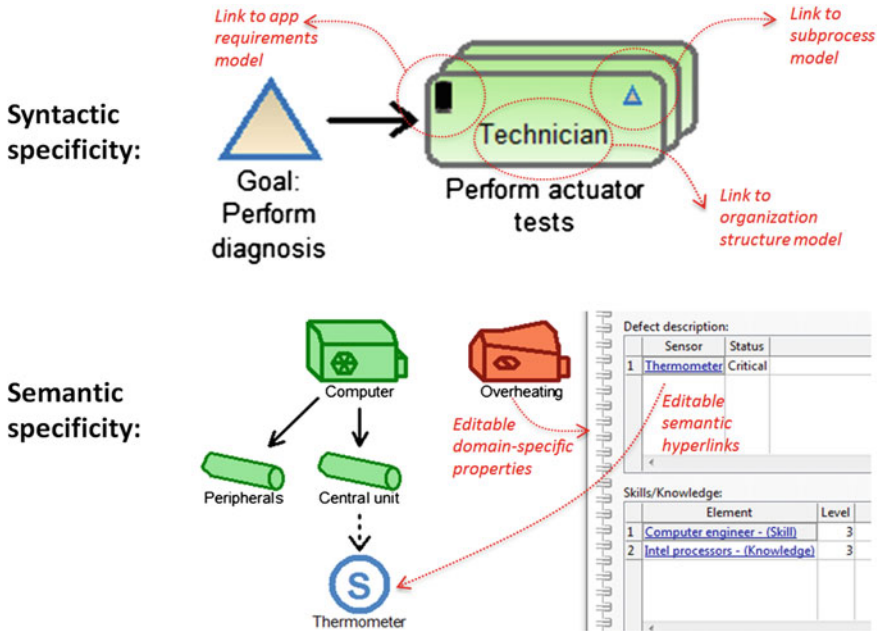 Link to app
requirements
model
Link to
subprocess
model
Syntactic
specificity:
Technician
Goal:
Perform
diagnosis
Perform actuator
tests
Link to
organization
structure model
Semantic
specificity:
Computer
Overheating
Peripherals
Central unit
S
Thermometer
Editable
domain-specific
properties
Defect description:
Sensor Status
1 Thermometer Critical
Editable
semantic
hyperlinks
Skills/Knowledge:
Element Level
1 Computer engineer - (Skill) 3
2 Intel processors - (Knowledge) 3